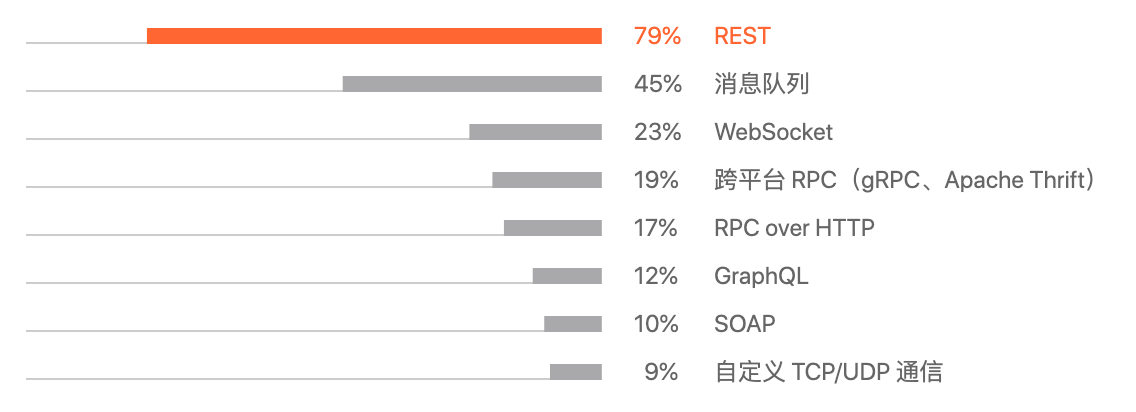 79% REST
45% 消息队列
23% WebSocket
19% 跨平台 RPC（gRPC、Apache Thrift）
17% RPC over HTTP
12% GraphQL
10% SOAP
9% 自定义 TCP/UDP 通信